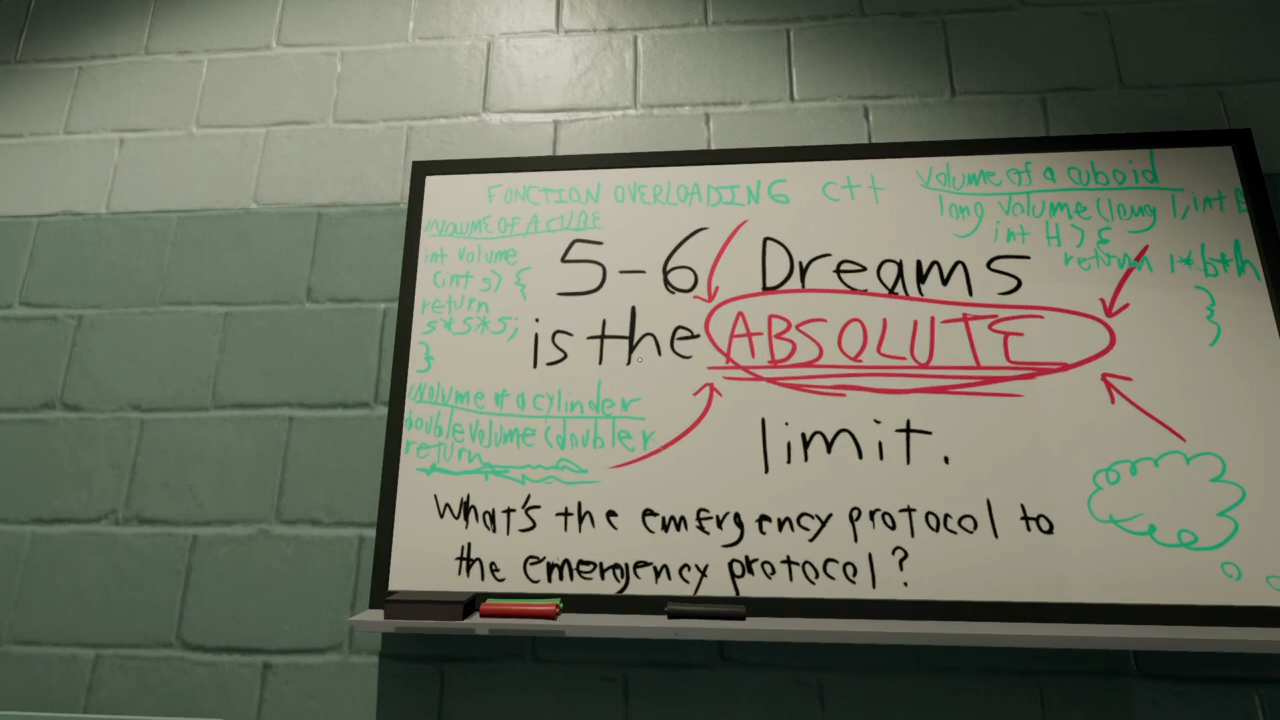 FONCTION OVERLOADING C++
VOLUME OF A CUBE
int volume
(int s) {
return
s*s*s;
}
Volume of a cuboid
long volume (long l, int B
int H) {
return l*b*h
}
5-6 Dreams
is the ABSOLUTE
limit.
Volume of a cylinder
double volume (double r
return
What's the emergency protocol to
the emergency protocol?